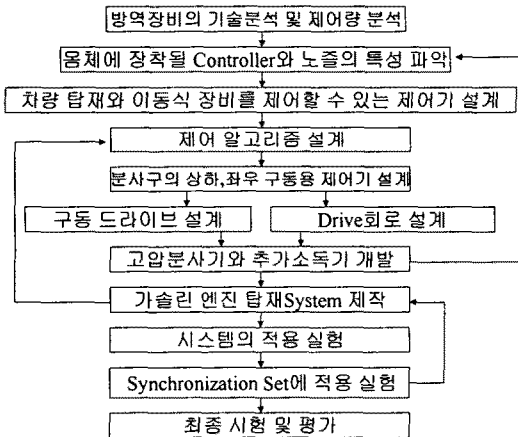 방역장비의 기술분석 및 제어량 분석
몸체에 장착될 Controller와 노즐의 특성 파악
차량 탑재와 이동식 장비를 제어할 수 있는 제어기 설계
제어 알고리즘 설계
분사구의 상하,좌우 구동용 제어기 설계
구동 드라이브 설계
Drive회로 설계
고압분사기와 추가소독기 개발
가솔린 엔진 탑재System 제작
시스템의 적용 실험
Synchronization Set에 적용 실험
최종 시험 및 평가